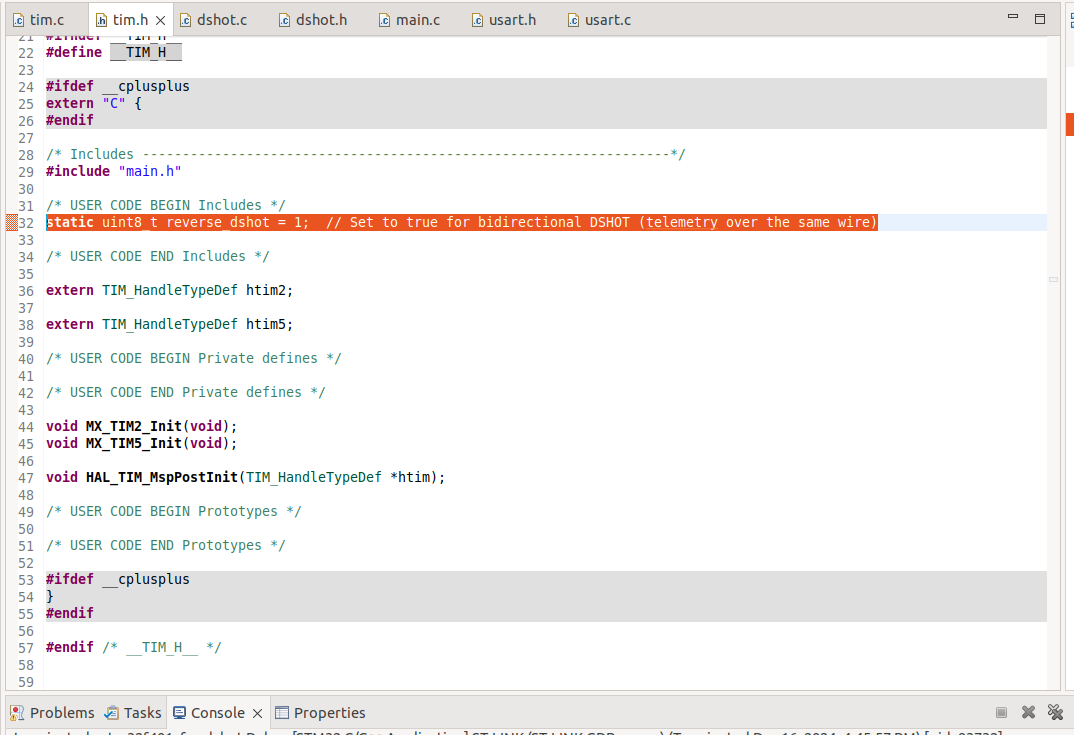 tim.c tim.h dshot.c dshot.h main.c usart.h usart.c
21 #ifndef __TIM_H__
22 #define __TIM_H__
23
24 #ifdef __cplusplus
25 extern "C" {
26 #endif
27
28 /* Includes ------------------------------------------------------------------*/
29 #include "main.h"
30
31 /* USER CODE BEGIN Includes */
32 static uint8_t reverse_dshot = 1;  // Set to true for bidirectional DSHOT (telemetry over the same wire)
33
34 /* USER CODE END Includes */
35
36 extern TIM_HandleTypeDef htim2;
37
38 extern TIM_HandleTypeDef htim5;
39
40 /* USER CODE BEGIN Private defines */
41
42 /* USER CODE END Private defines */
43
44 void MX_TIM2_Init(void);
45 void MX_TIM5_Init(void);
46
47 void HAL_TIM_MspPostInit(TIM_HandleTypeDef *htim);
48
49 /* USER CODE BEGIN Prototypes */
50
51 /* USER CODE END Prototypes */
52
53 #ifdef __cplusplus
54 }
55 #endif
56
57 #endif /* __TIM_H__ */
58
59
Problems Tasks Console Properties